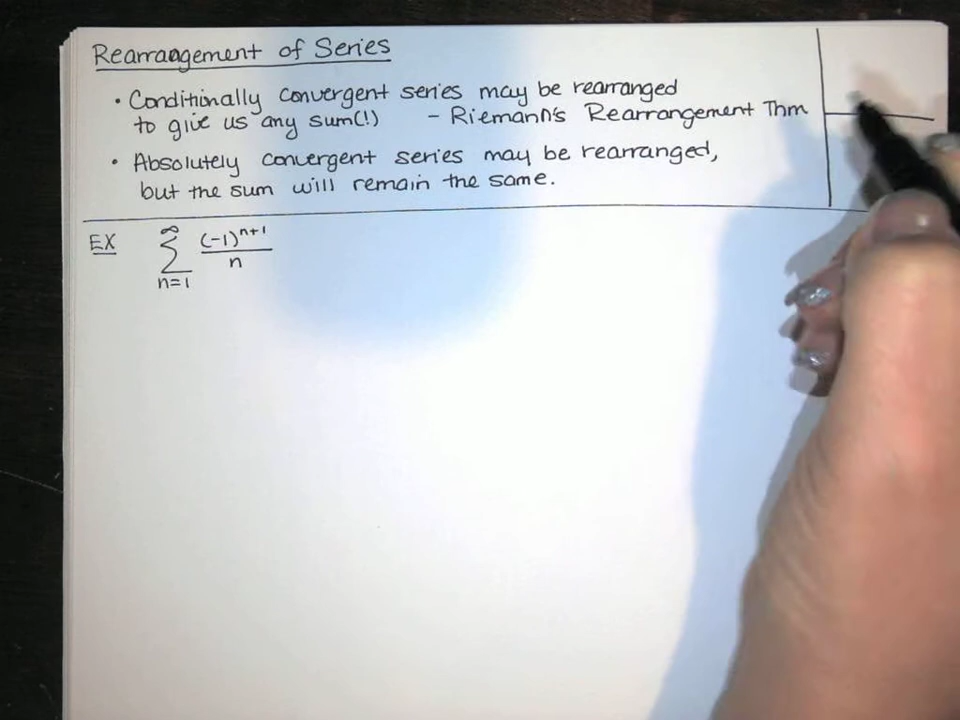 Rearrangement of Series
• Conditionally convergent series may be rearranged
to give us any sum(!) - Riemann's Rearrangement Thm
• Absolutely convergent series may be rearranged,
but the sum will remain the same.
EX ∞ ∑ n=1 (-1)^{n+1} / n